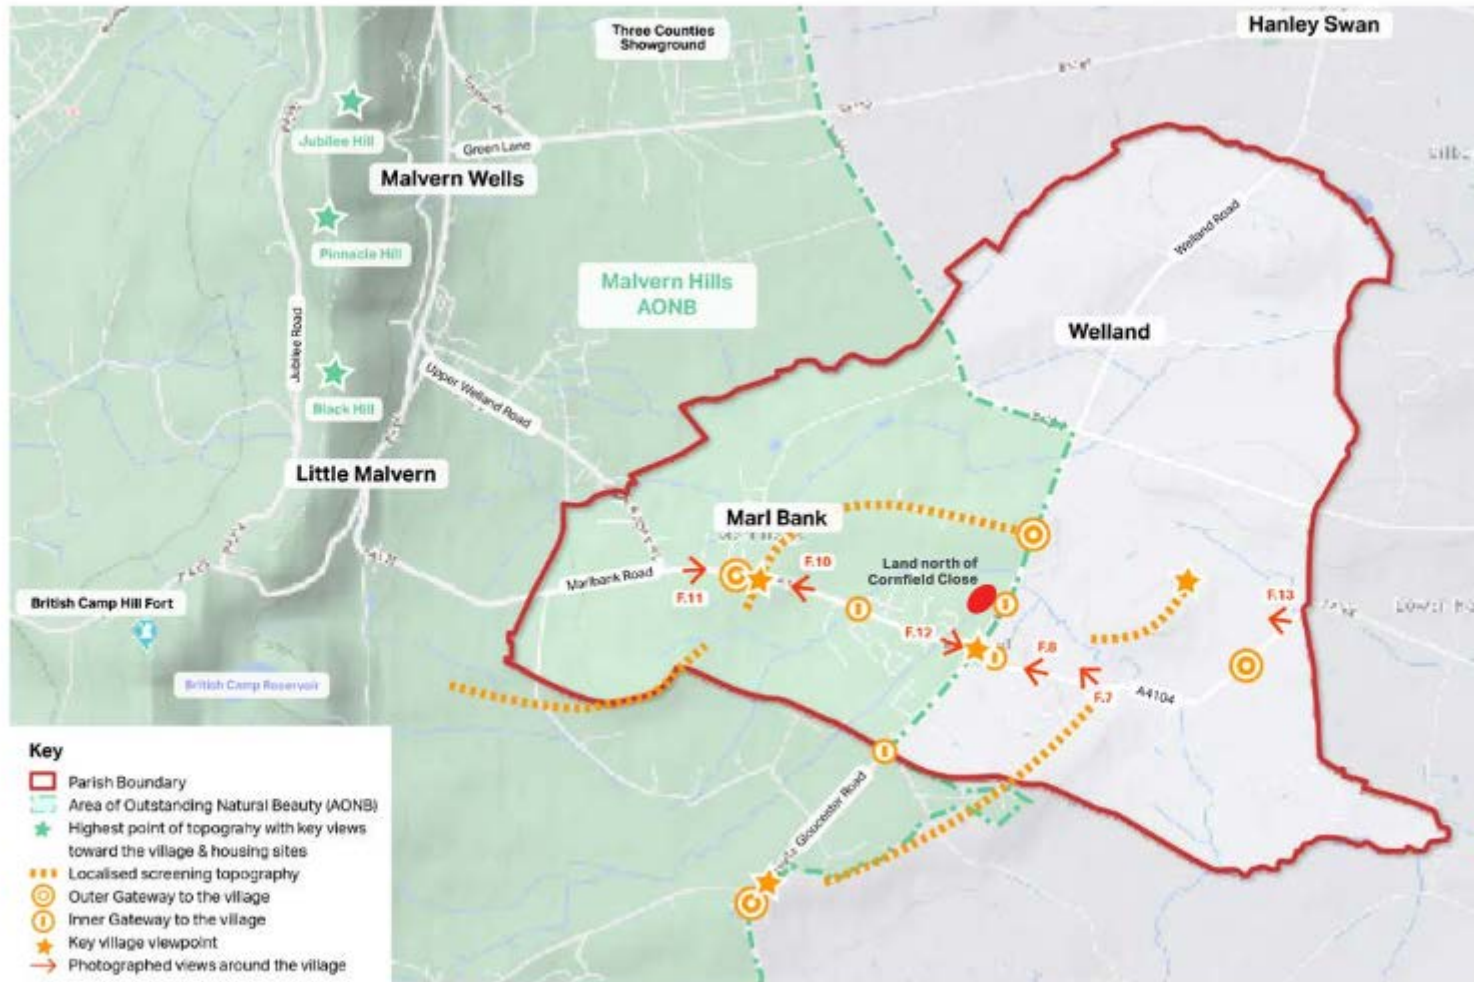 Hanley Swan
Three Counties
Showground
Jubilee Hill
Green Lane
Malvern Wells
Welland Road
Pinnacle Hill
Malvern Hills
AONB
Jubilee Road
Welland
Upper Welland Road
Black Hill
Little Malvern
Marl Bank
Land north of
Cornfield Close
F.10
Marlbank Road
F.11
F.13
British Camp Hill Fort
F.12
F.8
British Camp Reservoir
F.7
A4104
Gloucester Road
Key
Parish Boundary
Area of Outstanding Natural Beauty (AONB)
Highest point of topograhy with key views
toward the village & housing sites
Localised screening topography
Outer Gateway to the village
Inner Gateway to the village
Key village viewpoint
Photographed views around the village